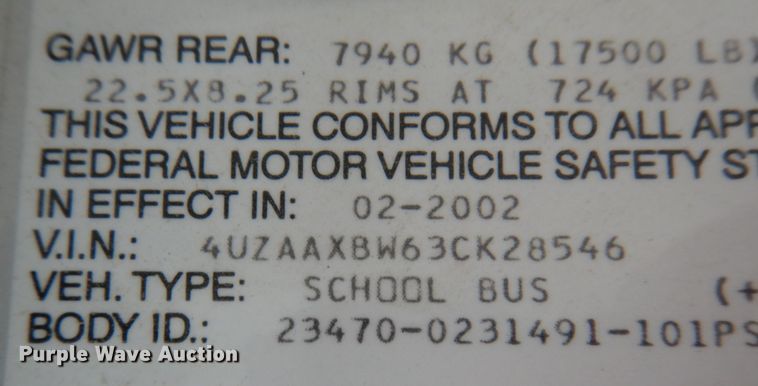 GAWR REAR: 7940 KG (17500 LB)
22.5X8.25 RIMS AT 724 KPA (
THIS VEHICLE CONFORMS TO ALL APP
FEDERAL MOTOR VEHICLE SAFETY ST
IN EFFECT IN: 02-2002
V.I.N.: 4UZAAXBW63CK28546
VEH. TYPE: SCHOOL BUS (+
BODY ID.: 23470-0231491-101PS
Purple Wave Auction